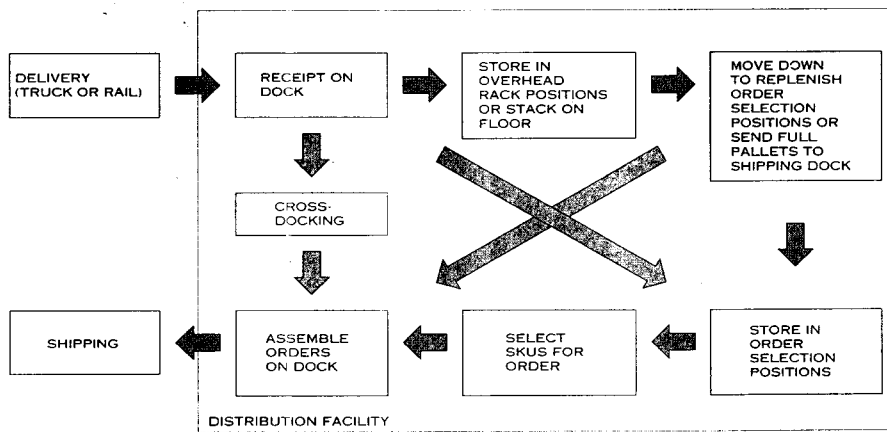 DELIVERY
(TRUCK OR RAIL)
RECEIPT ON
DOCK
STORE IN
OVERHEAD
RACK POSITIONS
OR STACK ON
FLOOR
MOVE DOWN
TO REPLENISH
ORDER
SELECTION
POSITIONS OR
SEND FULL
PALLETS TO
SHIPPING DOCK
CROSS-
DOCKING
SHIPPING
ASSEMBLE
ORDERS
ON DOCK
SELECT
SKUS FOR
ORDER
STORE IN
ORDER
SELECTION
POSITIONS
DISTRIBUTION FACILITY